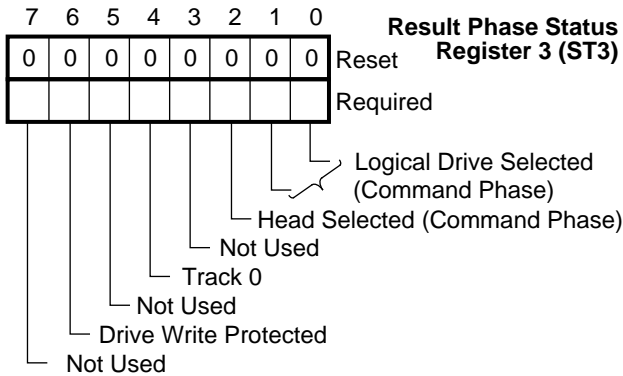 7 6 5 4 3 2 1 0
Result Phase Status
Register 3 (ST3)
0 0 0 0 0 0 0 0 Reset
Required
Logical Drive Selected
(Command Phase)
Head Selected (Command Phase)
Not Used
Track 0
Not Used
Drive Write Protected
Not Used